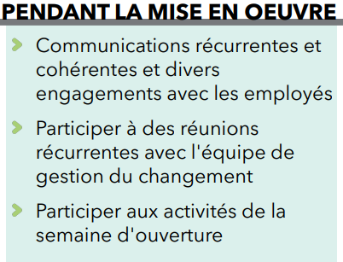 PENDANT LA MISE EN OEUVRE
Communications récurrentes et
cohérentes et divers
engagements avec les employés
Participer à des réunions
récurrentes avec l'équipe de
gestion du changement
Participer aux activités de la
semaine d'ouverture